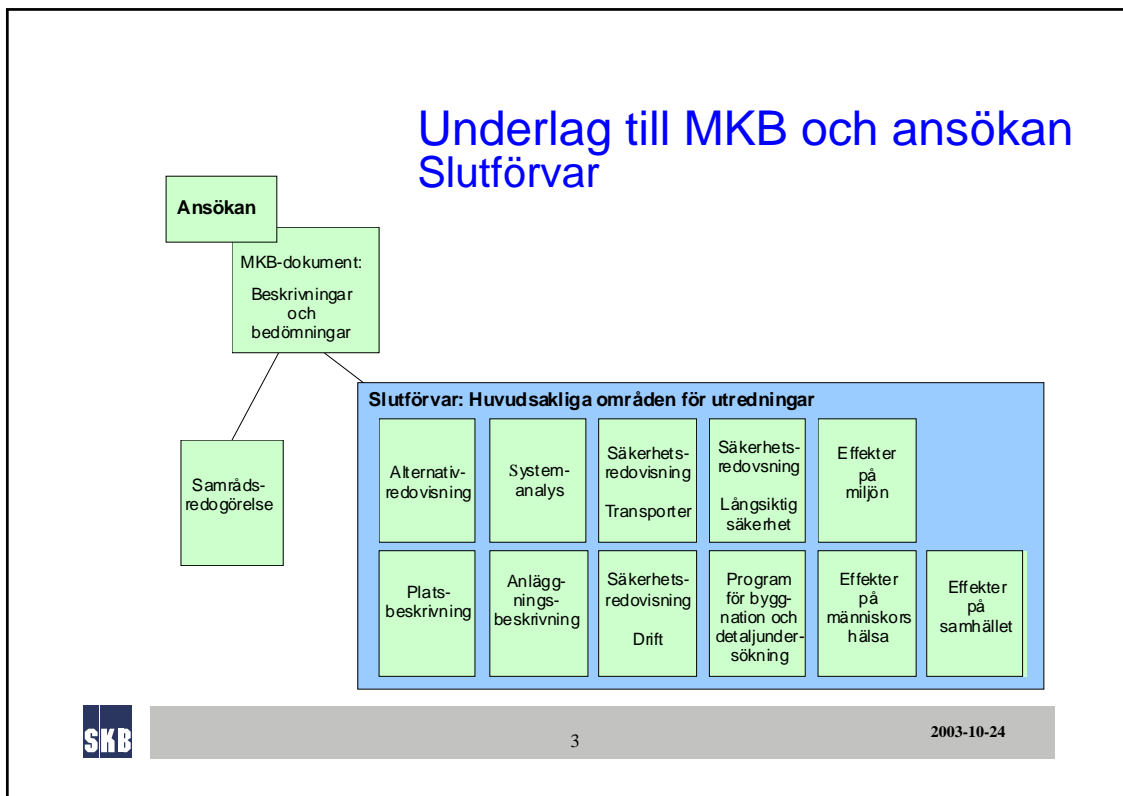 Underlag till MKB och ansökan
Slutförvar
Ansökan
MKB-dokument:
Beskrivningar
och
bedömningar
Samråds-
redogörelse
Slutförvar: Huvudsakliga områden för utredningar
Alternativ-
redovisning
System-
analys
Säkerhets-
redovisning
Transporter
Säkerhets-
redovsning
Långsiktig
säkerhet
Effekter
på
miljön
Plats-
beskrivning
Anlägg-
nings-
beskrivning
Säkerhets-
redovisning
Drift
Program
för bygg-
nation och
detaljunder-
sökning
Effekter
på
människors
hälsa
Effekter
på
samhället
SKB
3
2003-10-24